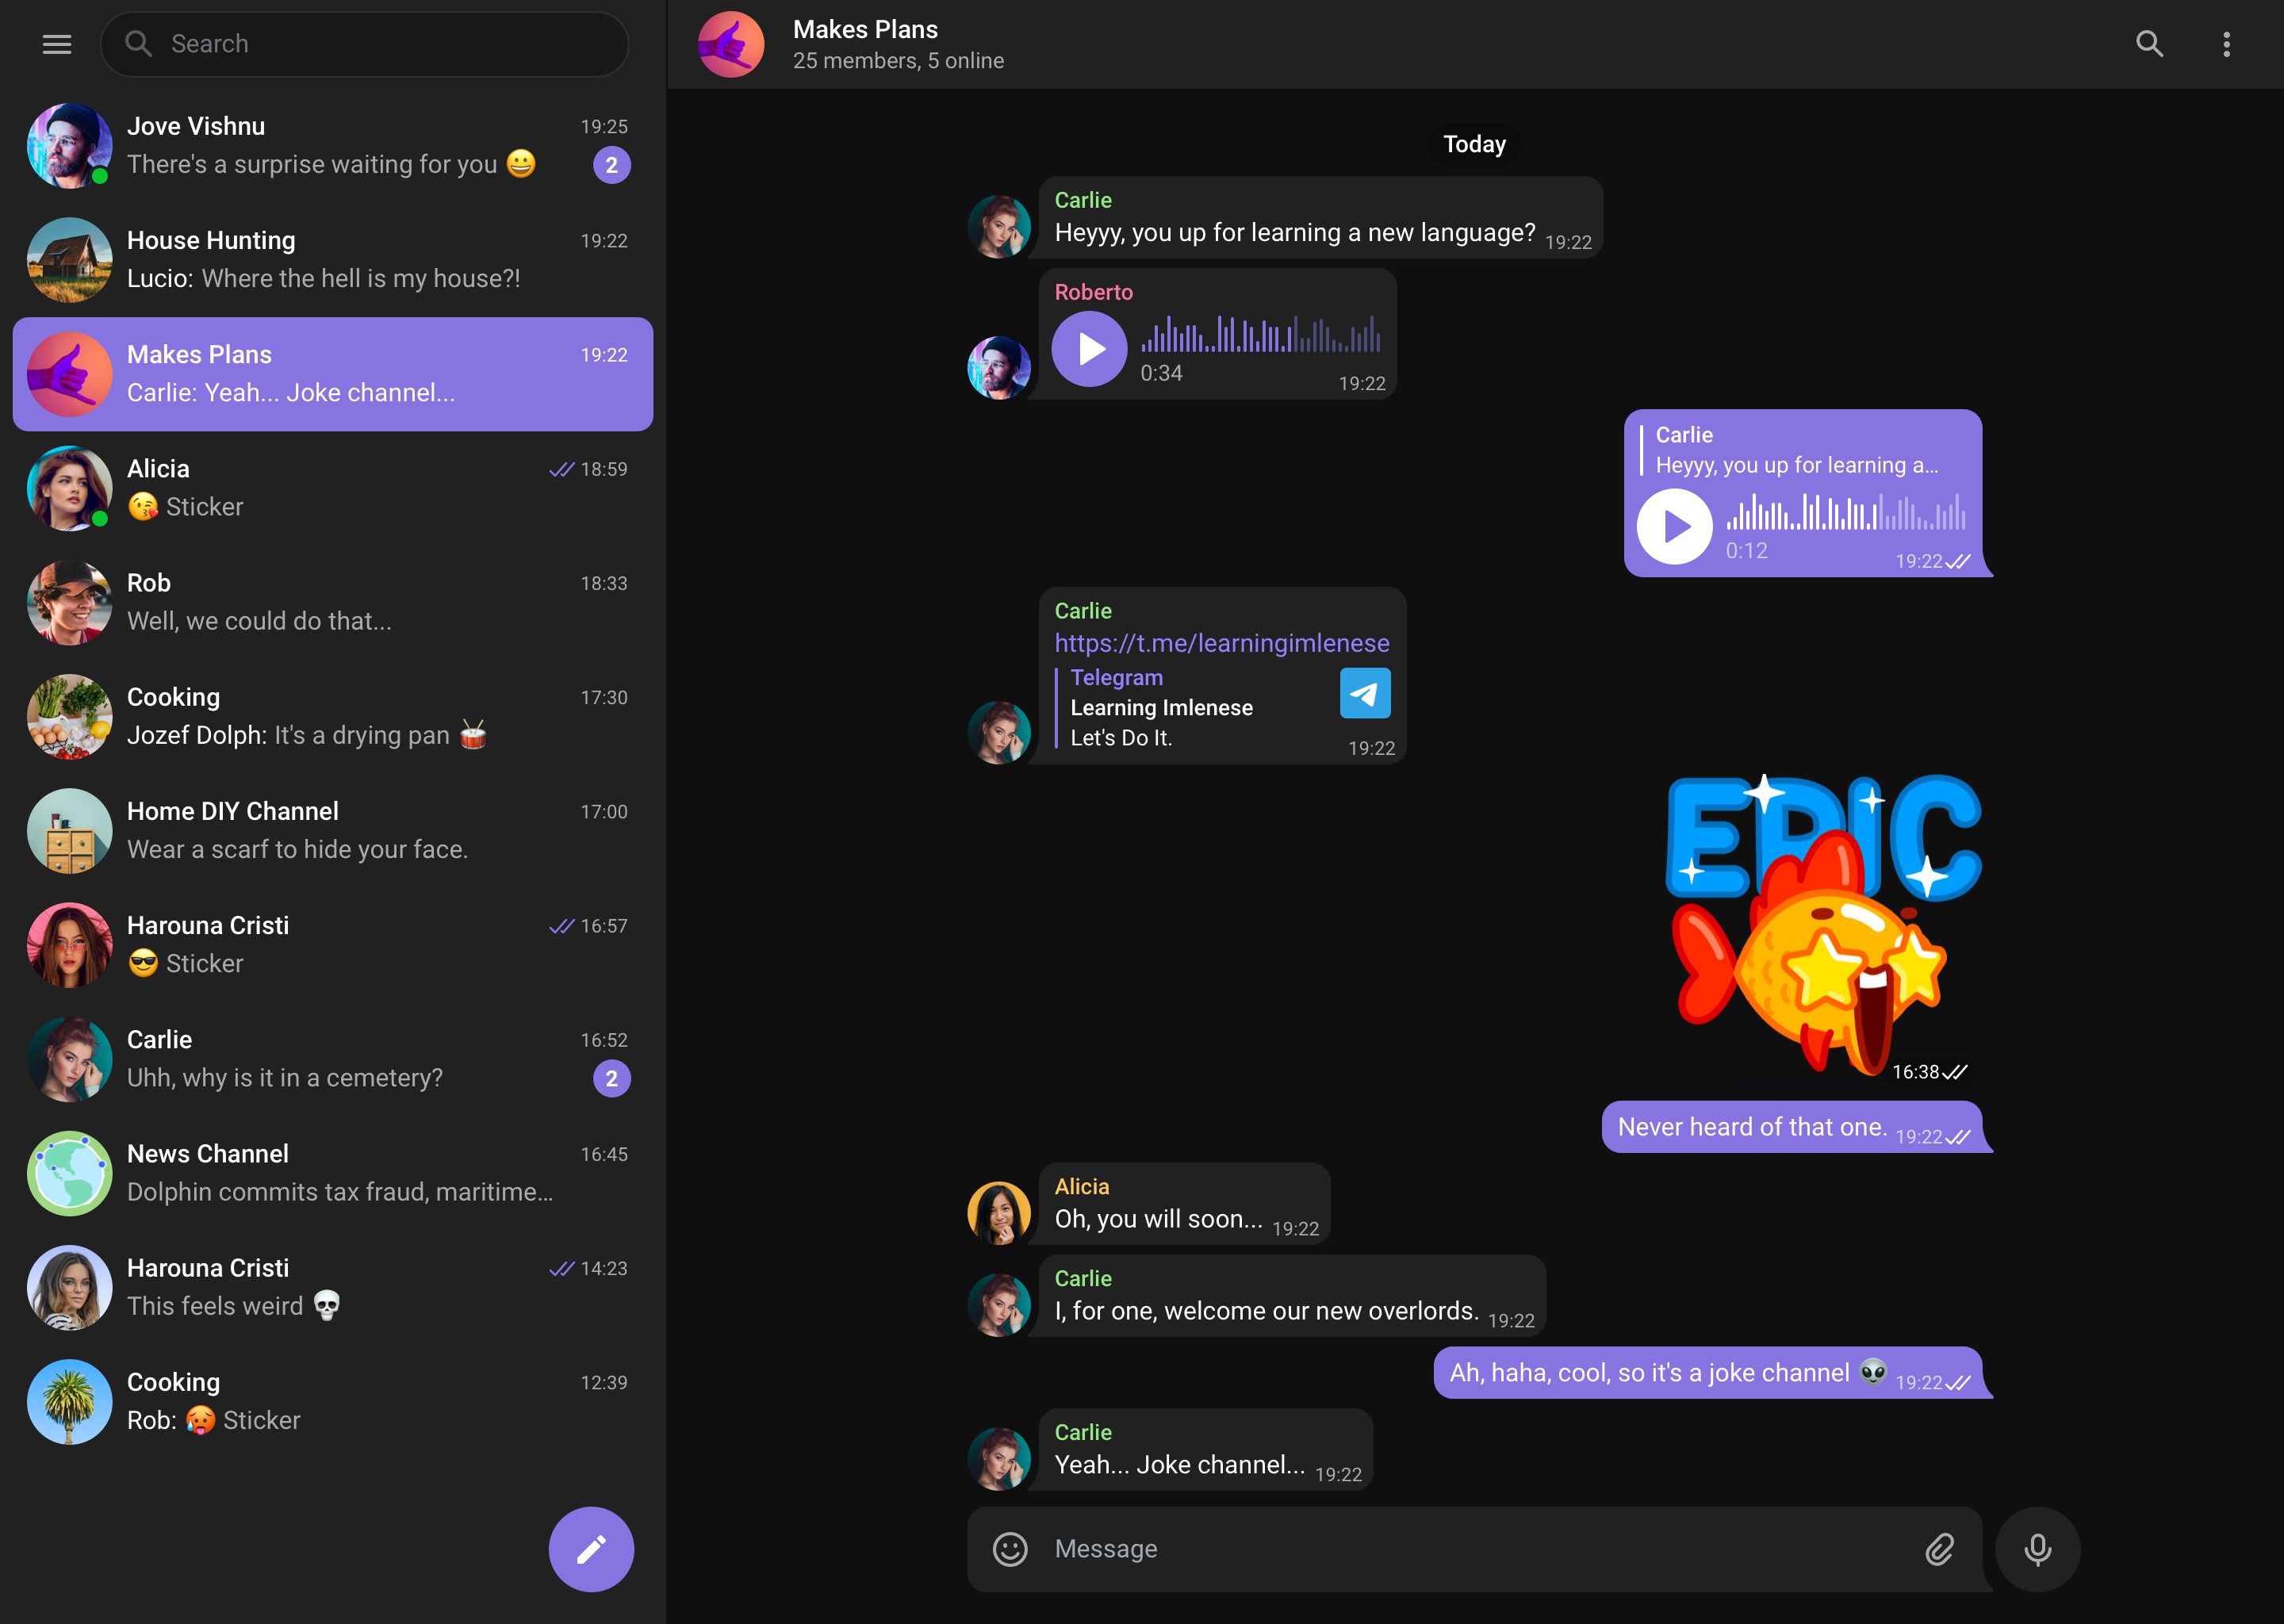 Search
Jove Vishnu 19:25
There's a surprise waiting for you 😀 2
House Hunting 19:22
Lucio: Where the hell is my house?!
Makes Plans 19:22
Carlie: Yeah... Joke channel...
Alicia 18:59
😘 Sticker
Rob 18:33
Well, we could do that...
Cooking 17:30
Jozef Dolph: It's a drying pan 🥁
Home DIY Channel 17:00
Wear a scarf to hide your face.
Harouna Cristi 16:57
😎 Sticker
Carlie 16:52
Uhh, why is it in a cemetery? 2
News Channel 16:45
Dolphin commits tax fraud, maritime...
Harouna Cristi 14:23
This feels weird 💀
Cooking 12:39
Rob: 🥵 Sticker
Makes Plans
25 members, 5 online
Today
Carlie
Heyyy, you up for learning a new language? 19:22
Roberto
0:34 19:22
Carlie
Heyyy, you up for learning a...
0:12 19:22
Carlie
https://t.me/learningimlenese
Telegram
Learning Imlenese
Let's Do It.
19:22
EPIC
16:38
Never heard of that one. 19:22
Alicia
Oh, you will soon... 19:22
Carlie
I, for one, welcome our new overlords. 19:22
Ah, haha, cool, so it's a joke channel 👽 19:22
Carlie
Yeah... Joke channel... 19:22
Message